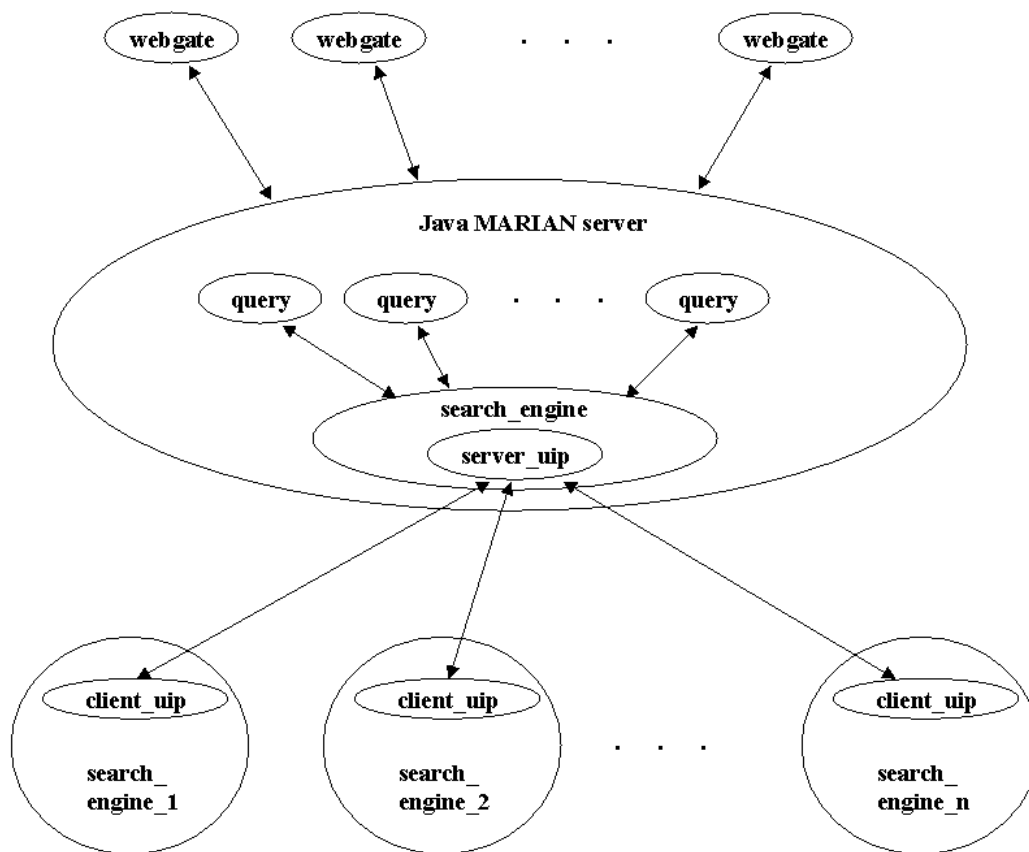 webgate webgate . . . webgate
Java MARIAN server
query query . . . query
search_engine
server_uip
client_uip client_uip client_uip
. . .
search_ search_ search_
engine_1 engine_2 engine_n